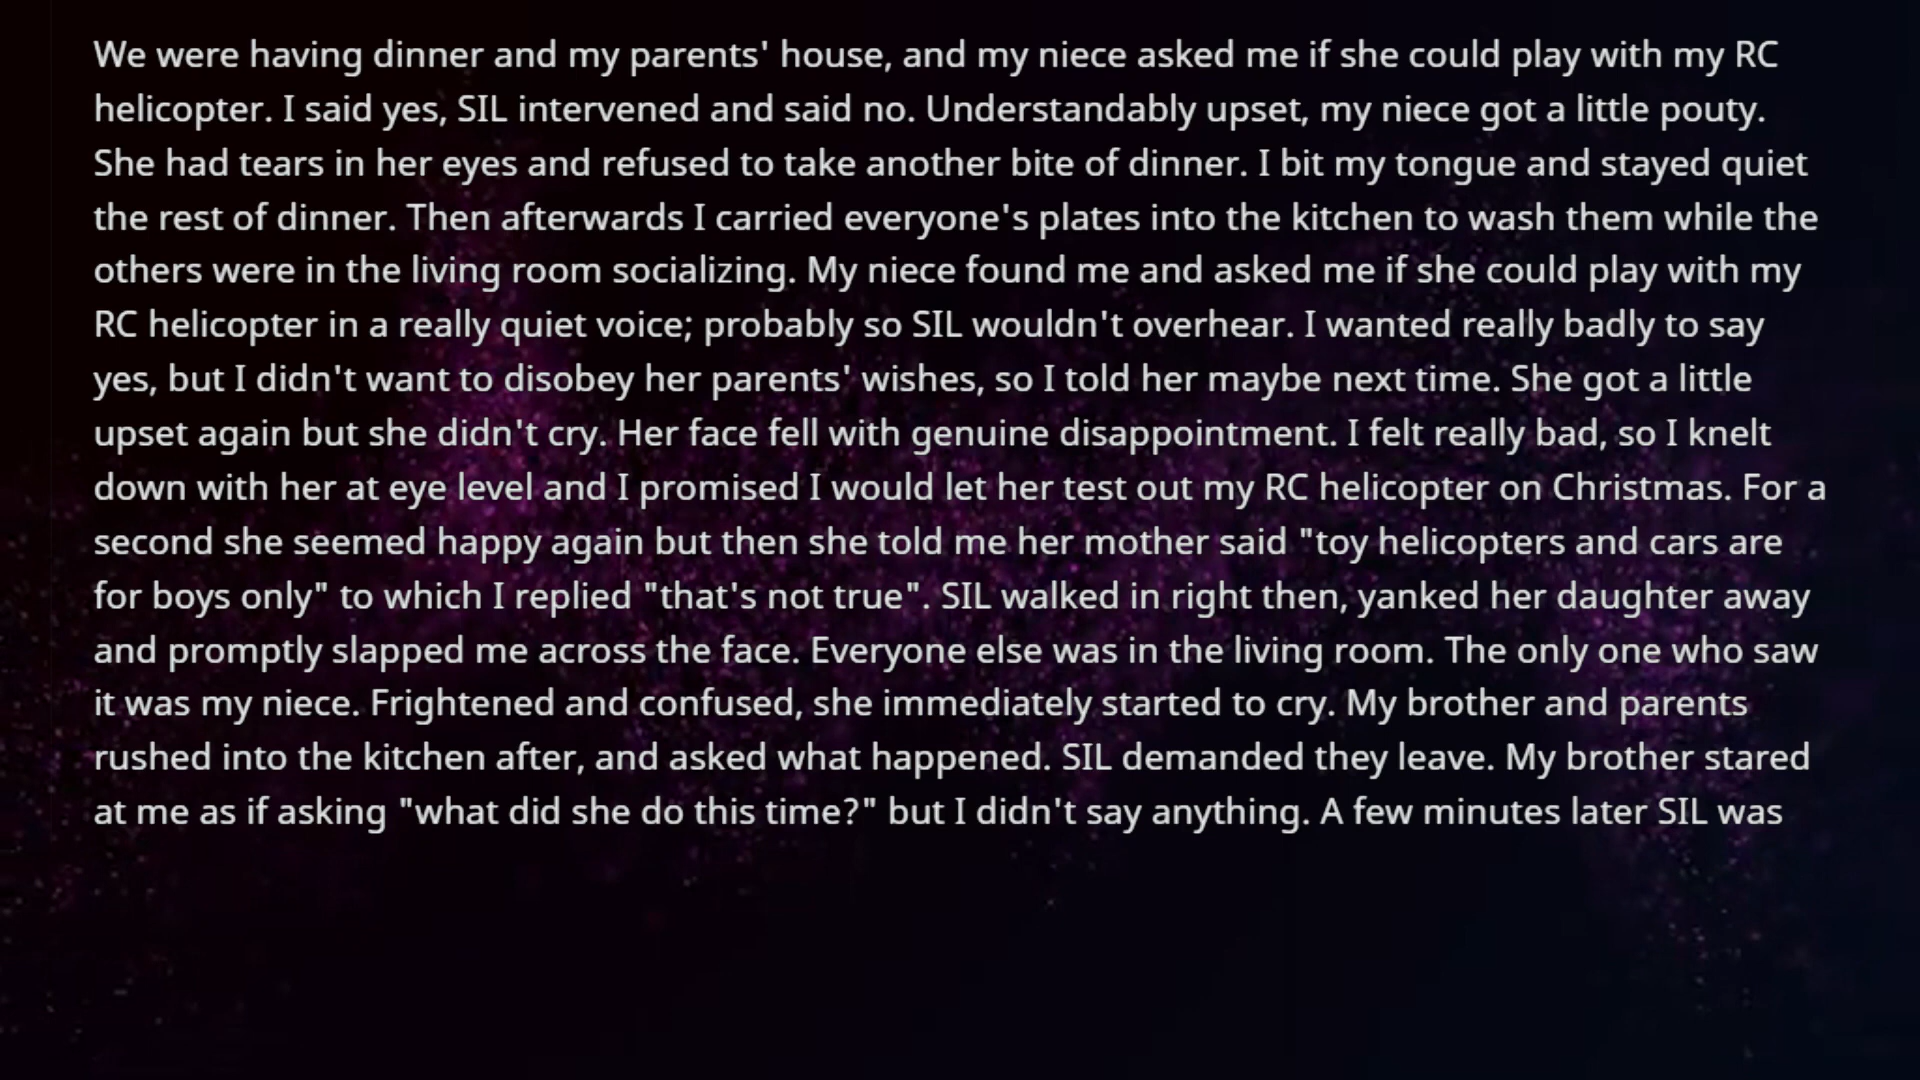 We were having dinner and my parents' house, and my niece asked me if she could play with my RC
helicopter. I said yes, SIL intervened and said no. Understandably upset, my niece got a little pouty.
She had tears in her eyes and refused to take another bite of dinner. I bit my tongue and stayed quiet
the rest of dinner. Then afterwards I carried everyone's plates into the kitchen to wash them while the
others were in the living room socializing. My niece found me and asked me if she could play with my
RC helicopter in a really quiet voice; probably so SIL wouldn't overhear. I wanted really badly to say
yes, but I didn't want to disobey her parents' wishes, so I told her maybe next time. She got a little
upset again but she didn't cry. Her face fell with genuine disappointment. I felt really bad, so I knelt
down with her at eye level and I promised I would let her test out my RC helicopter on Christmas. For a
second she seemed happy again but then she told me her mother said "toy helicopters and cars are
for boys only" to which I replied "that's not true". SIL walked in right then, yanked her daughter away
and promptly slapped me across the face. Everyone else was in the living room. The only one who saw
it was my niece. Frightened and confused, she immediately started to cry. My brother and parents
rushed into the kitchen after, and asked what happened. SIL demanded they leave. My brother stared
at me as if asking "what did she do this time?" but I didn't say anything. A few minutes later SIL was